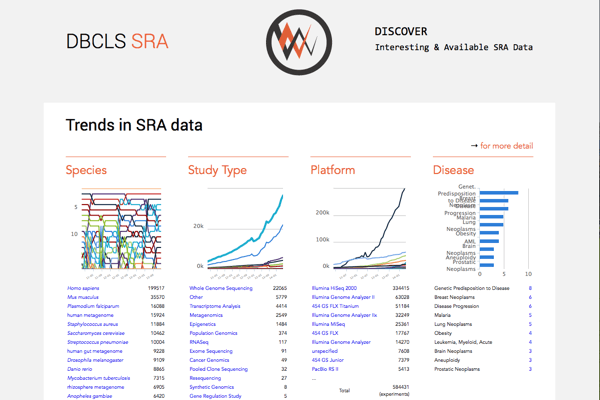 DBCLS SRA
DISCOVER
Interesting & Available SRA Data
Trends in SRA data
→ for more detail
Species
Study Type
Platform
Disease
5
10
20k
0k
200k
100k
0k
Genet.
Predisposition
Breast
to Disease
Neoplasms
Disease
Progression
Malaria
Lung
Neoplasms
Obesity
AML
Brain
Neoplasms
Aneuploidy
Prostatic
Neoplasms
0
5
10
Homo sapiens 199517
Mus musculus 35570
Plasmodium falciparum 16088
human metagenome 15924
Staphylococcus aureus 11884
Saccharomyces cerevisiae 10462
Streptococcus pneumoniae 10004
human gut metagenome 9228
Drosophila melanogaster 9109
Danio rerio 8865
Mycobacterium tuberculosis 7315
rhizosphere metagenome 6905
Anopheles gambiae 6420
Whole Genome Sequencing 22065
Other 5779
Transcriptome Analysis 4414
Metagenomics 2549
Epigenetics 1484
Population Genomics 374
RNASeq 117
Exome Sequencing 91
Cancer Genomics 49
Pooled Clone Sequencing 32
Resequencing 27
Synthetic Genomics 8
Gene Regulation Study 5
Illumina HiSeq 2000 334415
Illumina Genome Analyzer II 63028
454 GS FLX Titanium 51184
Illumina Genome Analyzer IIx 32249
Illumina MiSeq 25361
454 GS FLX 17767
Illumina Genome Analyzer 14270
unspecified 7608
454 GS Junior 7379
PacBio RS II 5413
...
Total 584431
(experiments)
Genetic Predisposition to Disease 8
Breast Neoplasms 6
Disease Progression 6
Malaria 5
Lung Neoplasms 5
Obesity 4
Leukemia, Myeloid, Acute 4
Brain Neoplasms 3
Aneuploidy 3
Prostatic Neoplasms 3